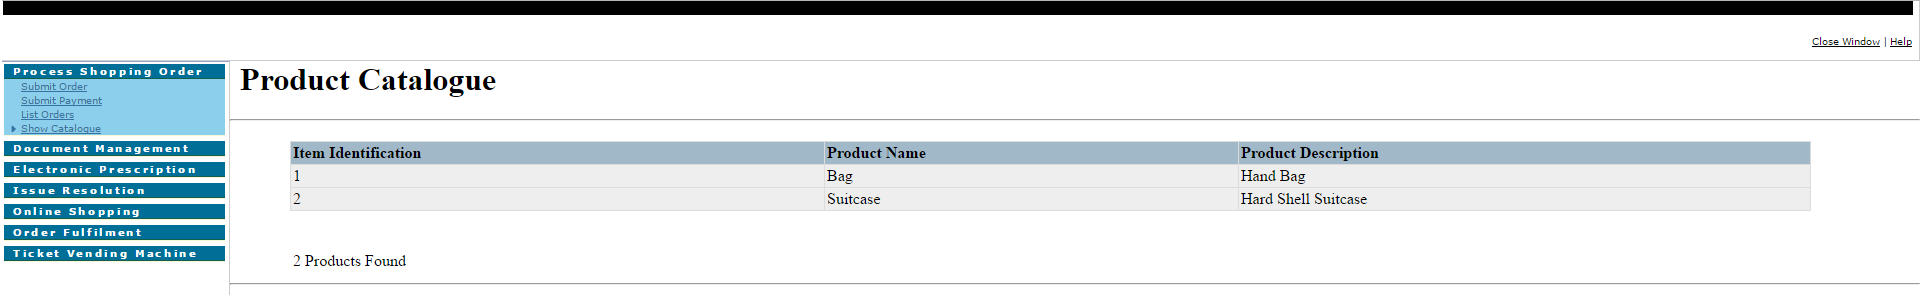 Close Window | Help
Process Shopping Order
Submit Order
Submit Payment
List Orders
Show Catalogue
Document Management
Electronic Prescription
Issue Resolution
Online Shopping
Order Fulfilment
Ticket Vending Machine
Product Catalogue
Item Identification Product Name Product Description
1 Bag Hand Bag
2 Suitcase Hard Shell Suitcase
2 Products Found